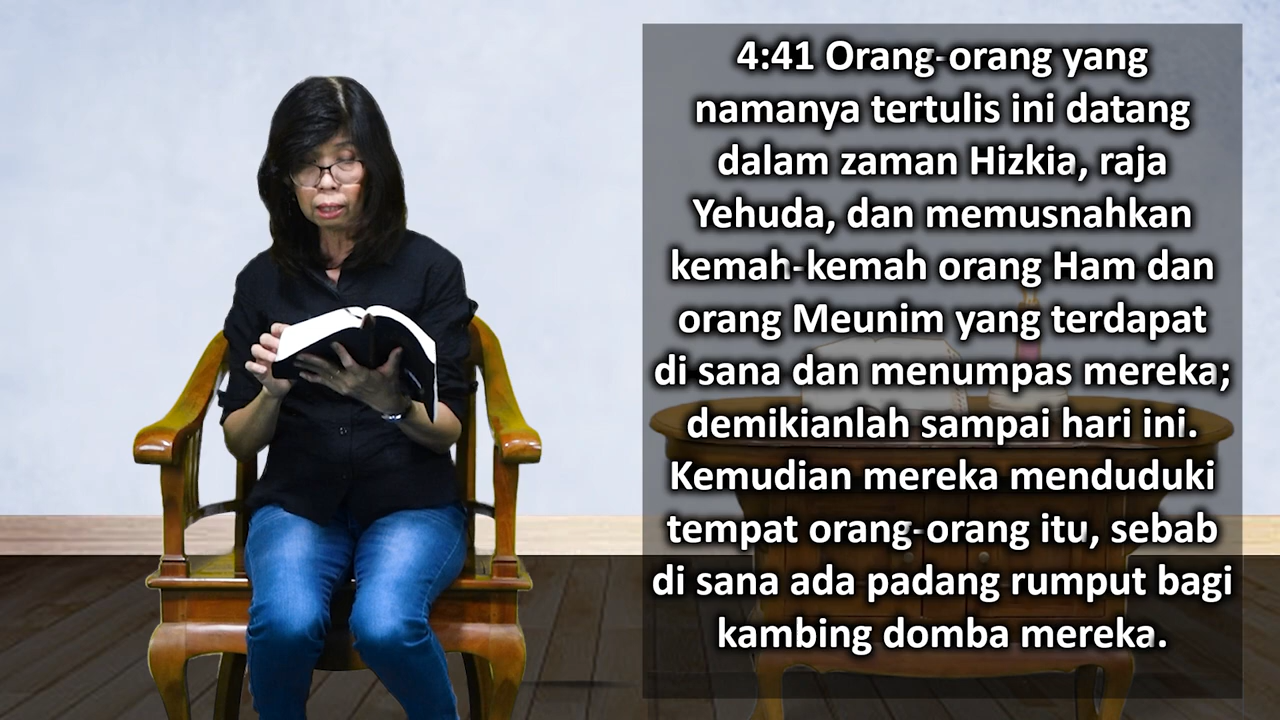 4:41 Orang-orang yang
namanya tertulis ini datang
dalam zaman Hizkia, raja
Yehuda, dan memusnahkan
kemah-kemah orang Ham dan
orang Meunim yang terdapat
di sana dan menumpas mereka;
demikianlah sampai hari ini.
Kemudian mereka menduduki
tempat orang-orang itu, sebab
di sana ada padang rumput bagi
kambing domba mereka.